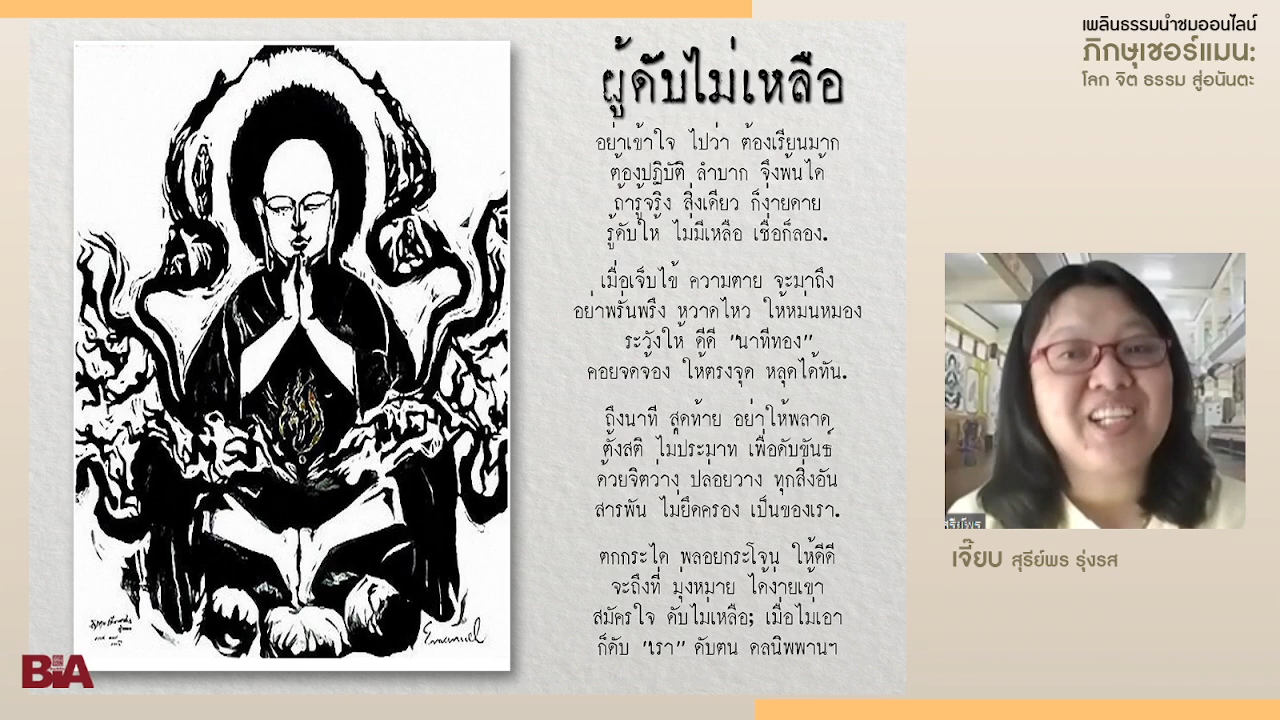 เพลินธรรมนำชมออนไลน์
ภิกษุเชอร์แมน:
โลก จิต ธรรม สู่อนันตะ
ผู้ดับไม่เหลือ
อย่าเข้าใจ ไปว่า ต้องเรียนมาก
ต้องปฏิบัติ ลำบาก จึงพ้นได้
ถ้ารู้จริง สิ่งเดียว ก็ง่ายดาย
รู้ดับให้ ไม่มีเหลือ เชื่อก็ลอง.
เมื่อเจ็บไข้ ความตาย จะมาถึง
อย่าพรั่นพรึง หวาดไหว ให้หม่นหมอง
ระวังให้ ดีดี "นาทีทอง"
คอยจดจ้อง ให้ตรงจุด หลุดได้ทัน.
ถึงนาที สุดท้าย อย่าให้พลาด
ตั้งสติ ไม่ประมาท เพื่อดับขันธ์
ด้วยจิตว่าง ปล่อยวาง ทุกสิ่งอัน
สารพัน ไม่ยึดครอง เป็นของเรา.
ตกกระได พลอยกระโจน ให้ดีดี
จะถึงที่ มุ่งหมาย ได้ง่ายเข้า
สมัครใจ ดับไม่เหลือ; เมื่อไม่เอา
ก็ดับ "เรา" ดับตน ดลนิพพานฯ
Emmanuel
สุรีย์พร
เจี๊ยบ สุรีย์พร รุ่งรส
BIA